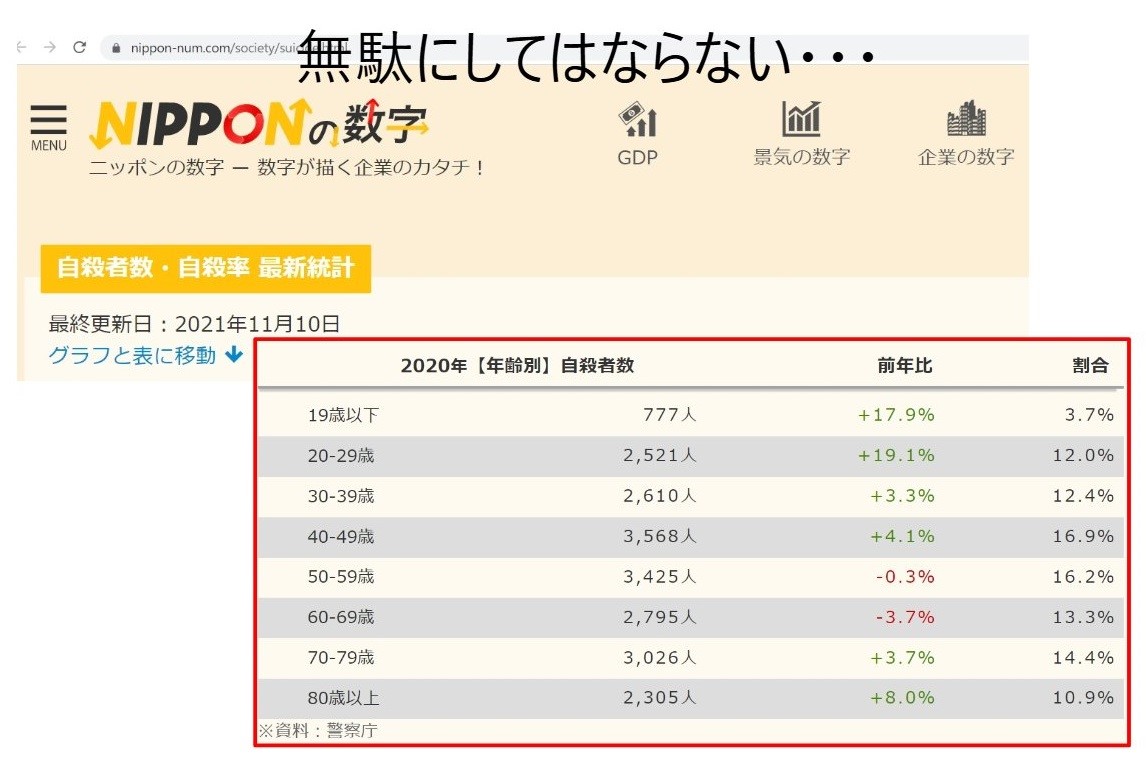 無駄にしてはならない・・・
nippon-num.com/society/sui
MENU
NIPPONの数字
ニッポンの数字 ー 数字が描く企業のカタチ！
GDP
景気の数字
企業の数字
自殺者数・自殺率 最新統計
最終更新日：2021年11月10日
グラフと表に移動
2020年【年齢別】自殺者数 前年比 割合
19歳以下 777人 +17.9% 3.7%
20-29歳 2,521人 +19.1% 12.0%
30-39歳 2,610人 +3.3% 12.4%
40-49歳 3,568人 +4.1% 16.9%
50-59歳 3,425人 -0.3% 16.2%
60-69歳 2,795人 -3.7% 13.3%
70-79歳 3,026人 +3.7% 14.4%
80歳以上 2,305人 +8.0% 10.9%
※資料：警察庁